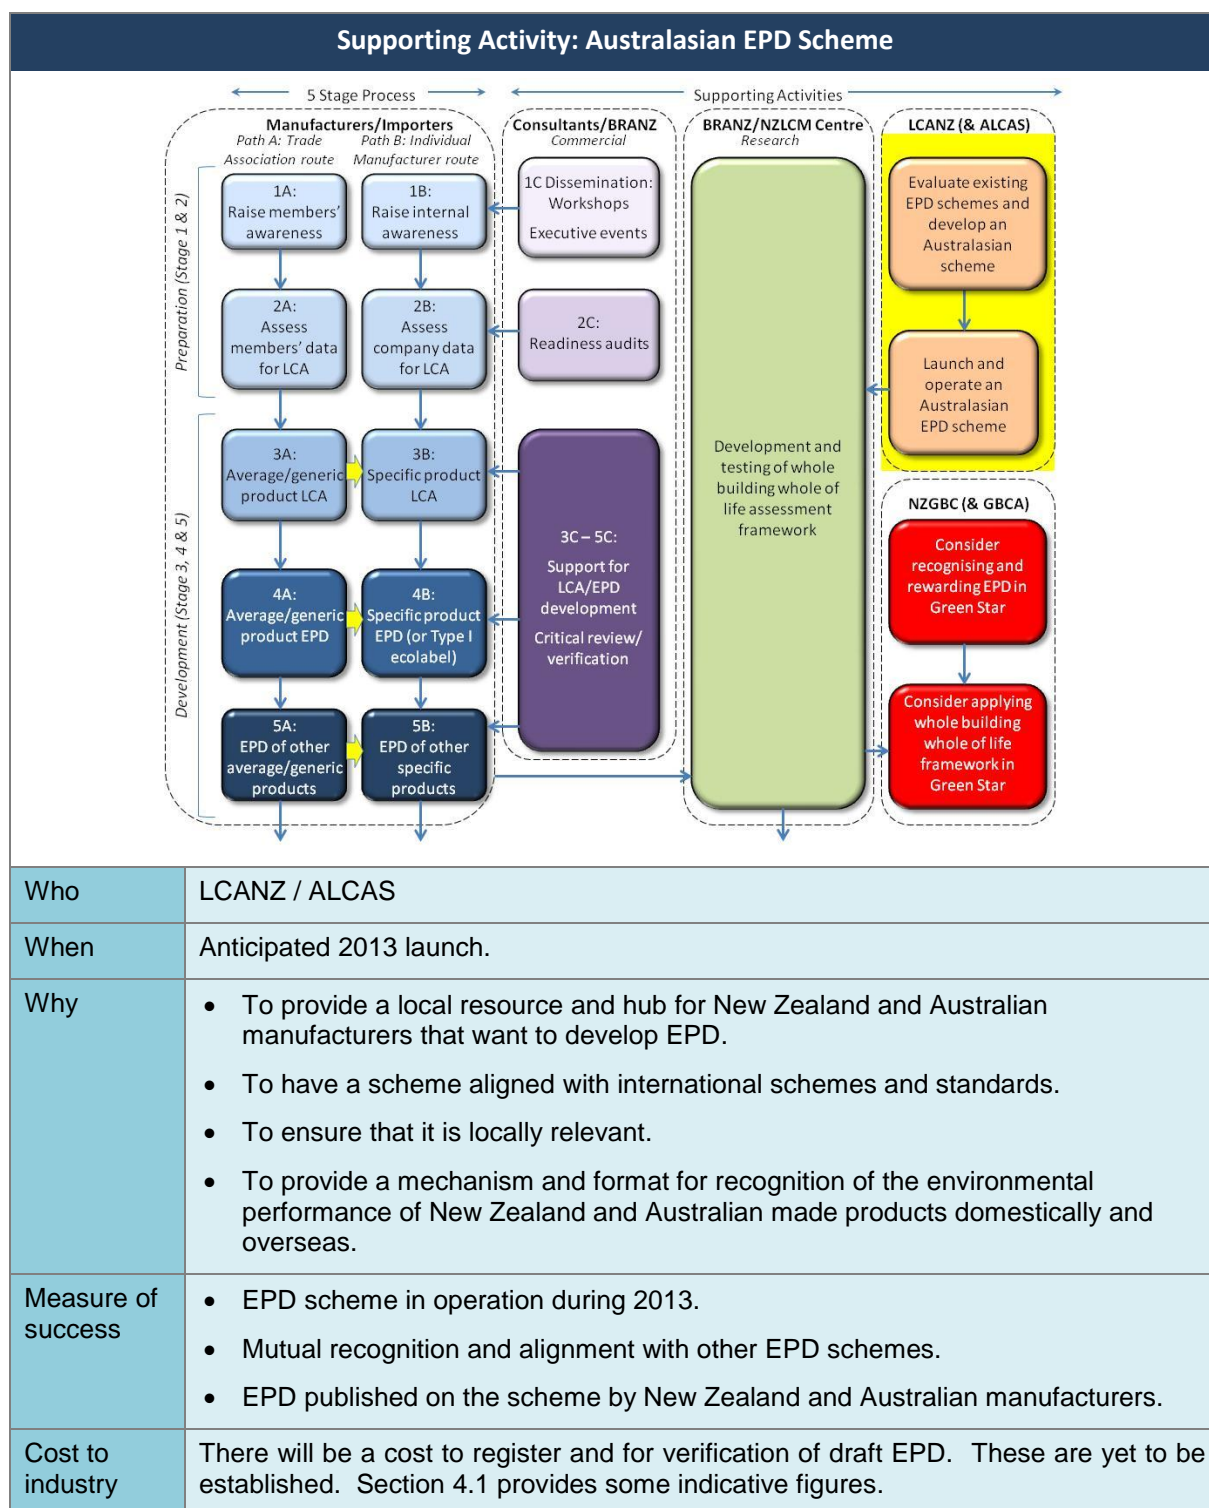 Supporting Activity: Australasian EPD Scheme
5 Stage Process
Supporting Activities
Manufacturers/Importers
Path A: Trade
Association route
Path B: Individual
Manufacturer route
Consultants/BRANZ
Commercial
BRANZ/NZLCM Centre
Research
LCANZ (& ALCAS)
Preparation (Stage 1 & 2)
1A:
Raise members’
awareness
1B:
Raise internal
awareness
1C Dissemination:
Workshops
Executive events
Evaluate existing
EPD schemes and
develop an
Australasian
scheme
2A:
Assess
members’ data
for LCA
2B:
Assess
company data
for LCA
2C:
Readiness audits
Launch and
operate an
Australasian
EPD scheme
Development (Stage 3, 4 & 5)
3A:
Average/generic
product LCA
3B:
Specific product
LCA
3C – 5C:
Support for
LCA/EPD
development
Critical review/
verification
Development and
testing of whole
building whole of
life assessment
framework
NZGBC (& GBCA)
Consider
recognising and
rewarding EPD in
Green Star
4A:
Average/generic
product EPD
4B:
Specific product
EPD (or Type I
ecolabel)
5A:
EPD of other
average/generic
products
5B:
EPD of other
specific
products
Consider applying
whole building
whole of life
framework in
Green Star
Who
LCANZ / ALCAS
When
Anticipated 2013 launch.
Why
• To provide a local resource and hub for New Zealand and Australian
manufacturers that want to develop EPD.
• To have a scheme aligned with international schemes and standards.
• To ensure that it is locally relevant.
• To provide a mechanism and format for recognition of the environmental
performance of New Zealand and Australian made products domestically and
overseas.
Measure of
success
• EPD scheme in operation during 2013.
• Mutual recognition and alignment with other EPD schemes.
• EPD published on the scheme by New Zealand and Australian manufacturers.
Cost to
industry
There will be a cost to register and for verification of draft EPD. These are yet to be
established. Section 4.1 provides some indicative figures.